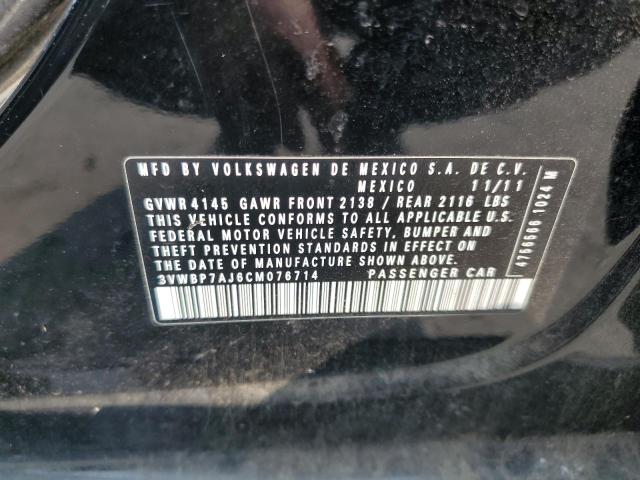 MFD BY VOLKSWAGEN DE MEXICO S.A. DE C.V.
MEXICO 11/11
GVWR 4145 GAWR FRONT 2138 / REAR 2116 LBS
THIS VEHICLE CONFORMS TO ALL APPLICABLE U.S.
FEDERAL MOTOR VEHICLE SAFETY, BUMPER AND
THEFT PREVENTION STANDARDS IN EFFECT ON
THE DATE OF MANUFACTURE SHOWN ABOVE.
3VWBP7AJ6CM076714 PASSENGER CAR
4766566 1024 M